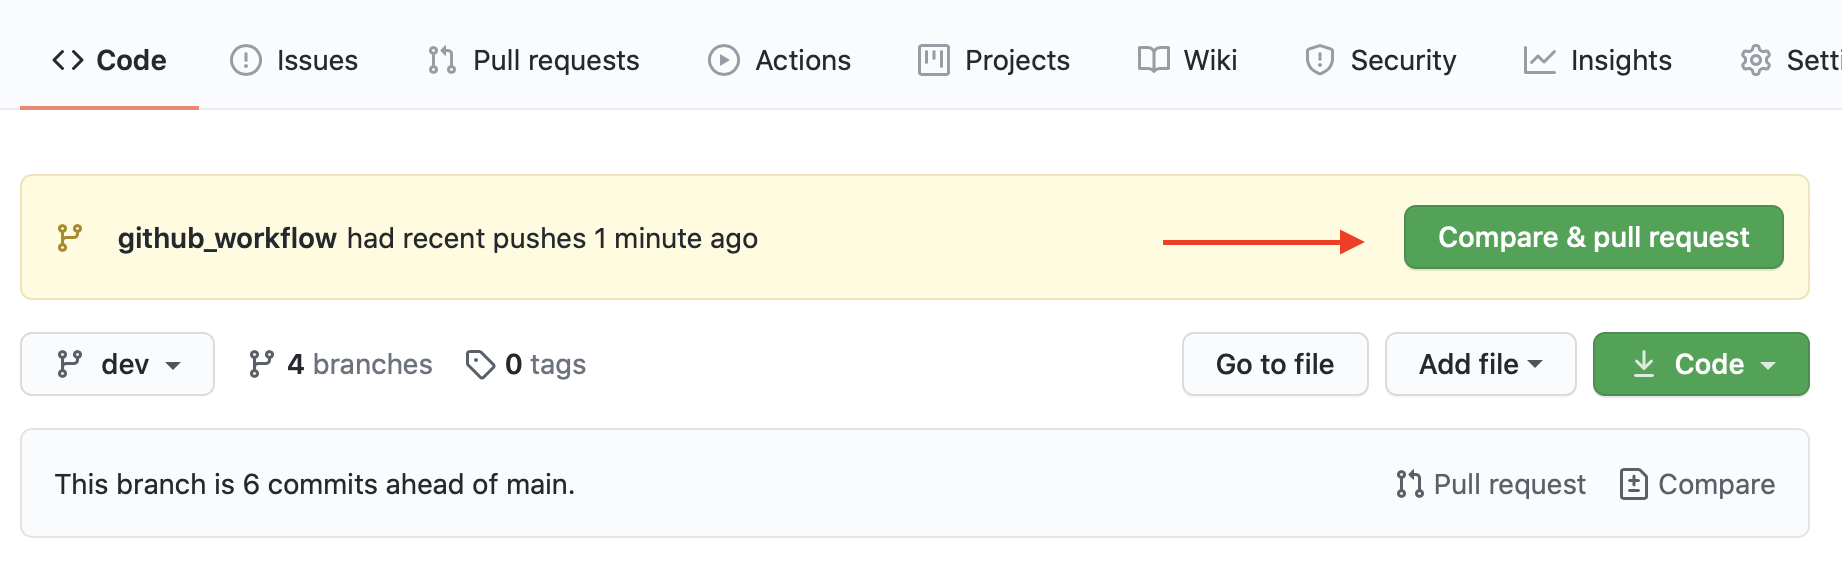 Code Issues Pull requests Actions Projects Wiki Security Insights
github_workflow had recent pushes 1 minute ago Compare & pull request
dev 4 branches 0 tags Go to file Add file Code
This branch is 6 commits ahead of main. Pull request Compare